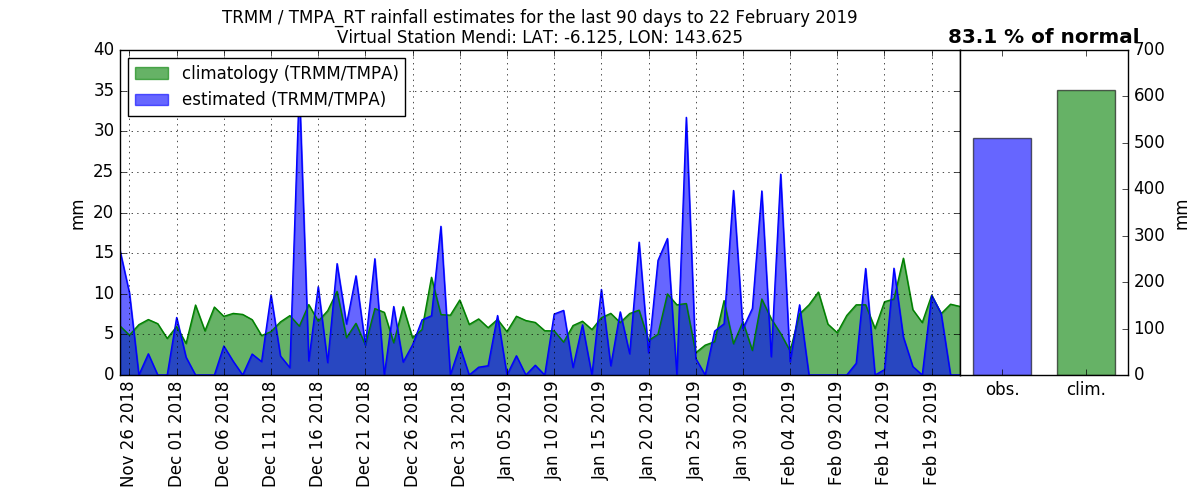 TRMM / TMPA_RT rainfall estimates for the last 90 days to 22 February 2019
Virtual Station Mendi: LAT: -6.125, LON: 143.625
83.1 % of normal
climatology (TRMM/TMPA)
estimated (TRMM/TMPA)
40
35
30
25
20
15
10
5
0
mm
Nov 26 2018
Dec 01 2018
Dec 06 2018
Dec 11 2018
Dec 16 2018
Dec 21 2018
Dec 26 2018
Dec 31 2018
Jan 05 2019
Jan 10 2019
Jan 15 2019
Jan 20 2019
Jan 25 2019
Jan 30 2019
Feb 04 2019
Feb 09 2019
Feb 14 2019
Feb 19 2019
700
600
500
400
300
200
100
0
mm
obs.
clim.